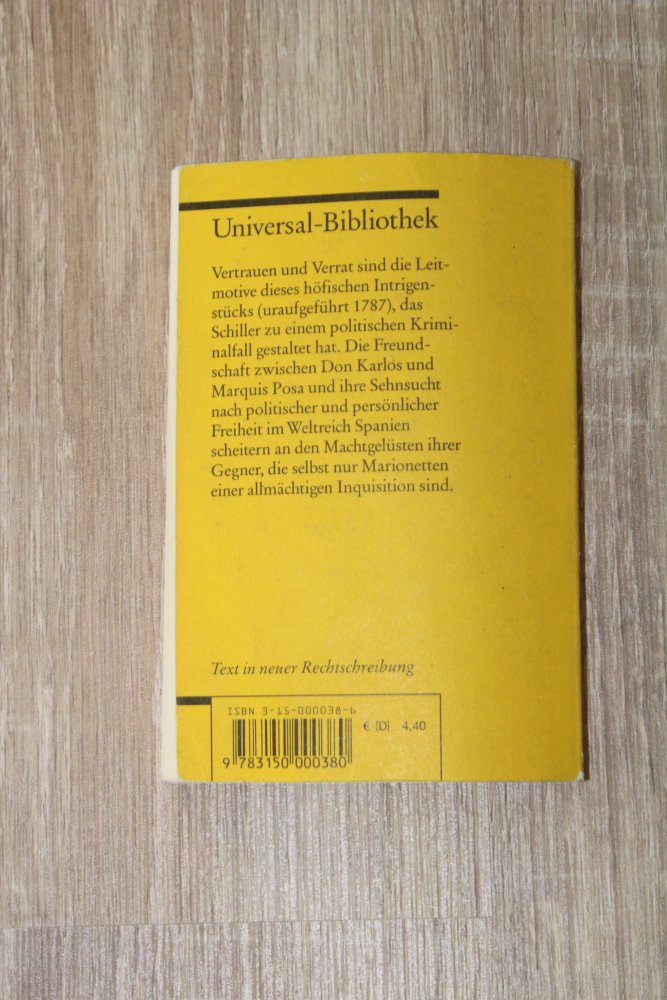 Universal-Bibliothek
Vertrauen und Verrat sind die Leit-
motive dieses höfischen Intrigen-
stücks (uraufgeführt 1787), das
Schiller zu einem politischen Krimi-
nalfall gestaltet hat. Die Freund-
schaft zwischen Don Karlos und
Marquis Posa und ihre Sehnsucht
nach politischer und persönlicher
Freiheit im Weltreich Spanien
scheitern an den Machtgelüsten ihrer
Gegner, die selbst nur Marionetten
einer allmächtigen Inquisition sind.
Text in neuer Rechtschreibung
ISBN 3-15-000038-6
€ [D] 4,40
9 783150 000380